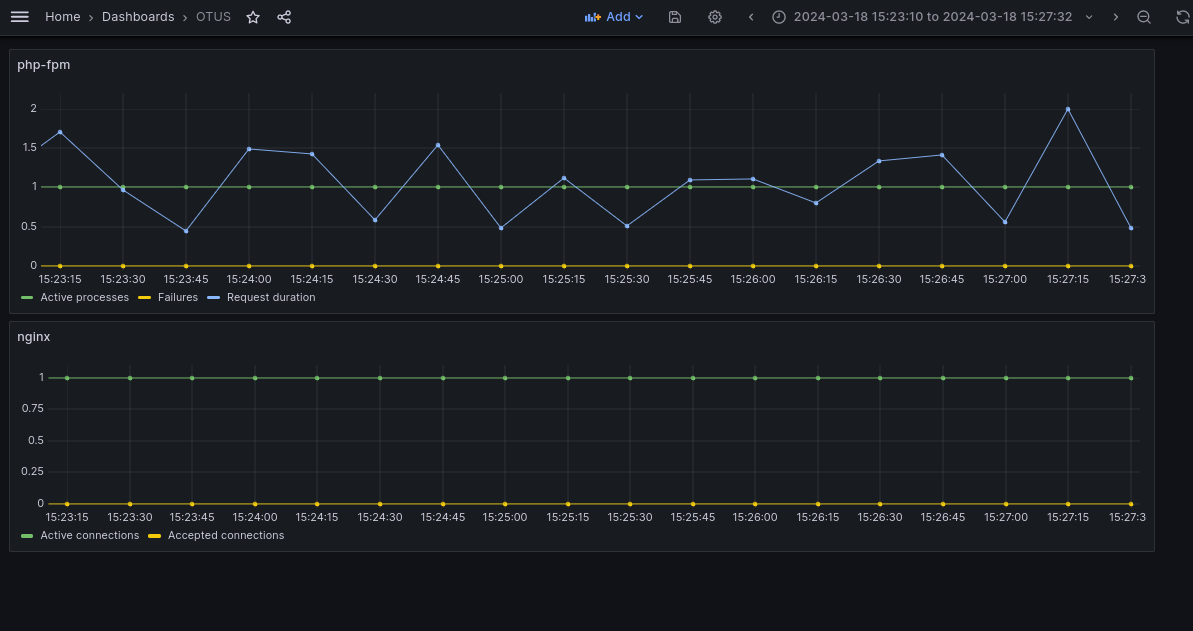 Home › Dashboards › OTUS Add 2024-03-18 15:23:10 to 2024-03-18 15:27:32
php-fpm
2
1.5
1
0.5
0
15:23:15 15:23:30 15:23:45 15:24:00 15:24:15 15:24:30 15:24:45 15:25:00 15:25:15 15:25:30 15:25:45 15:26:00 15:26:15 15:26:30 15:26:45 15:27:00 15:27:15 15:27:3
Active processes Failures Request duration
nginx
1
0.75
0.5
0.25
0
15:23:15 15:23:30 15:23:45 15:24:00 15:24:15 15:24:30 15:24:45 15:25:00 15:25:15 15:25:30 15:25:45 15:26:00 15:26:15 15:26:30 15:26:45 15:27:00 15:27:15 15:27:3
Active connections Accepted connections